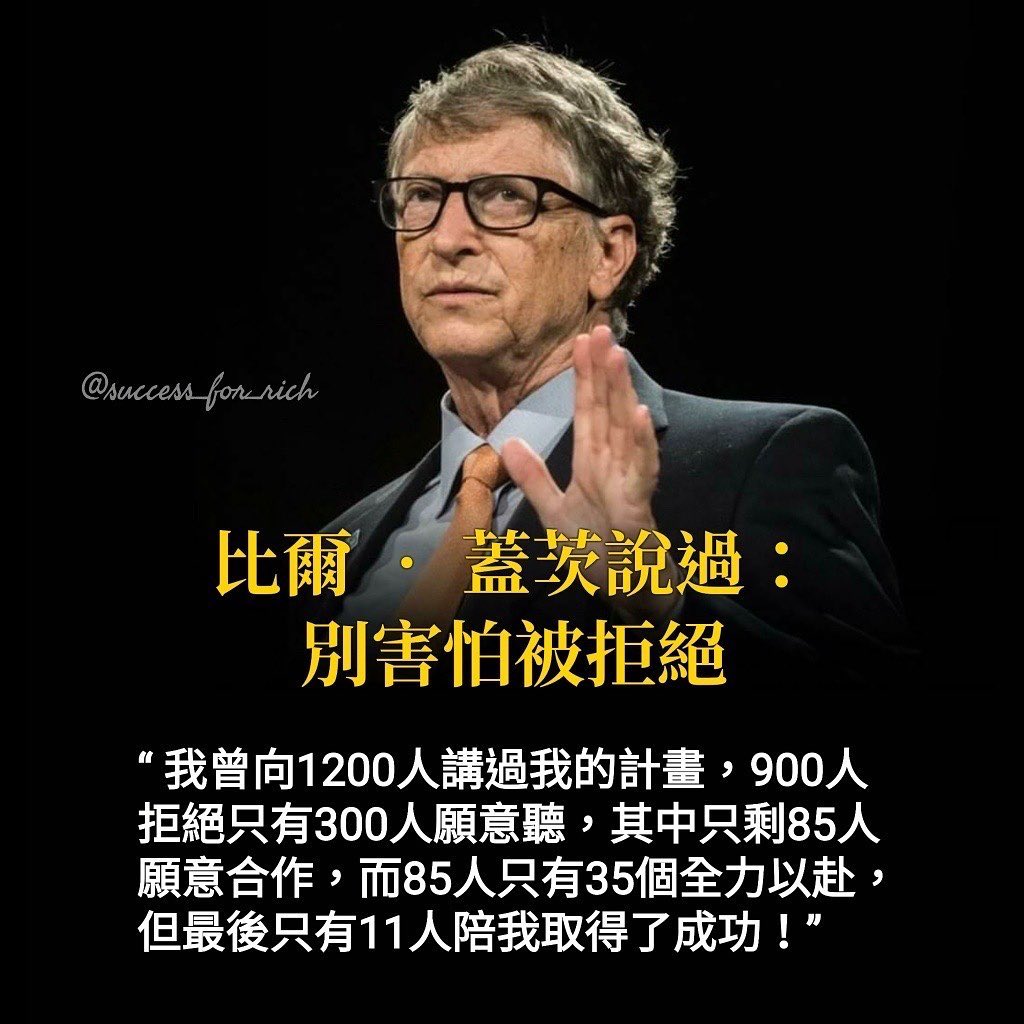 @success_for_rich
比爾 · 蓋茨說過：
別害怕被拒絕
“ 我曾向1200人講過我的計畫，900人
拒絕只有300人願意聽，其中只剩85人
願意合作，而85人只有35個全力以赴，
但最後只有11人陪我取得了成功！”